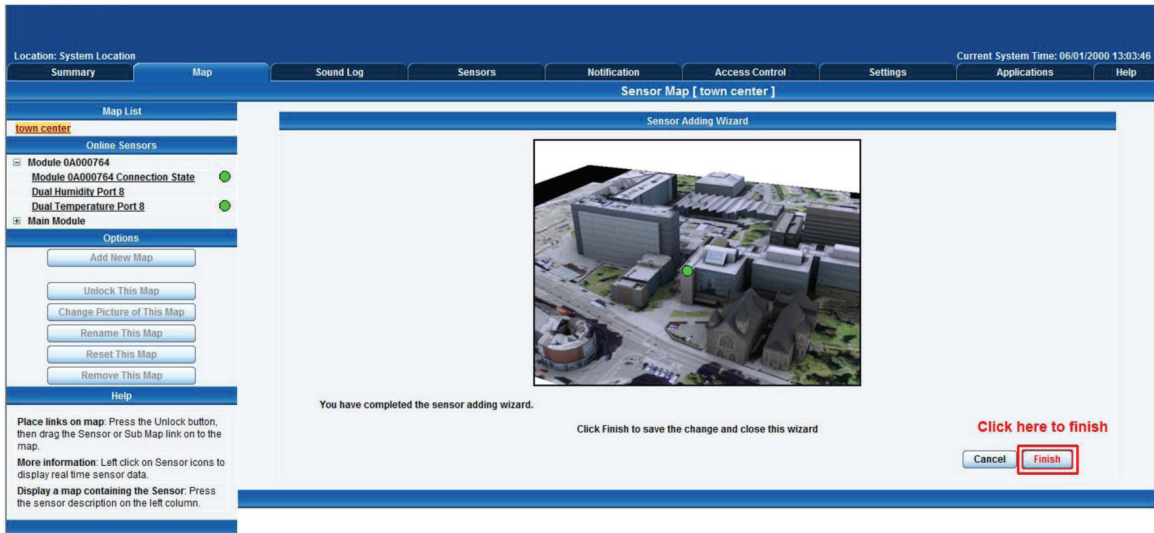 Location: System Location
Current System Time: 06/01/2000 13:03:46
Summary
Map
Sound Log
Sensors
Notification
Access Control
Settings
Applications
Help
Sensor Map [ town center ]
Map List
town center
Online Sensors
Module 0A000764
Module 0A000764 Connection State
Dual Humidity Port 8
Dual Temperature Port 8
Main Module
Options
Add New Map
Unlock This Map
Change Picture of This Map
Rename This Map
Reset This Map
Remove This Map
Help
Place links on map: Press the Unlock button,
then drag the Sensor or Sub Map link on to the
map.
More information: Left click on Sensor icons to
display real time sensor data.
Display a map containing the Sensor: Press
the sensor description on the left column.
Sensor Adding Wizard
You have completed the sensor adding wizard.
Click Finish to save the change and close this wizard
Click here to finish
Cancel
Finish